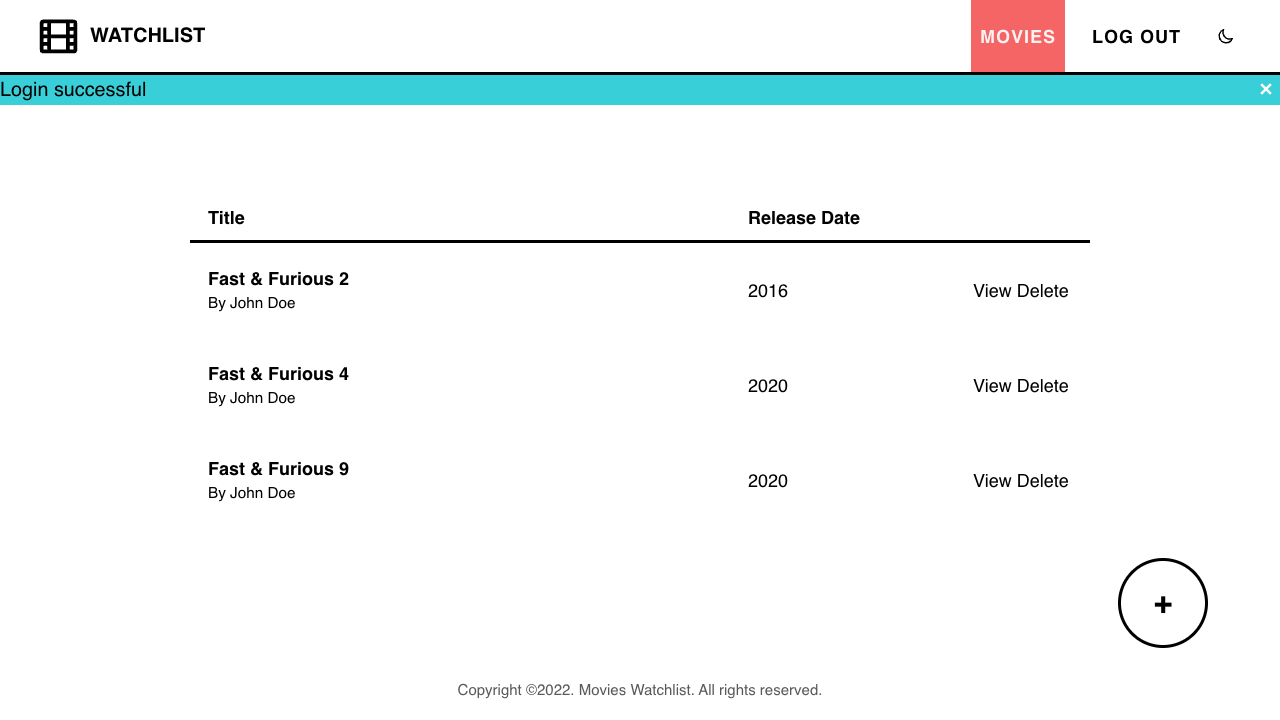 WATCHLIST
MOVIES
LOG OUT
Login successful
×
Title Release Date
Fast & Furious 2
By John Doe
2016
View Delete
Fast & Furious 4
By John Doe
2020
View Delete
Fast & Furious 9
By John Doe
2020
View Delete
+
Copyright ©2022. Movies Watchlist. All rights reserved.